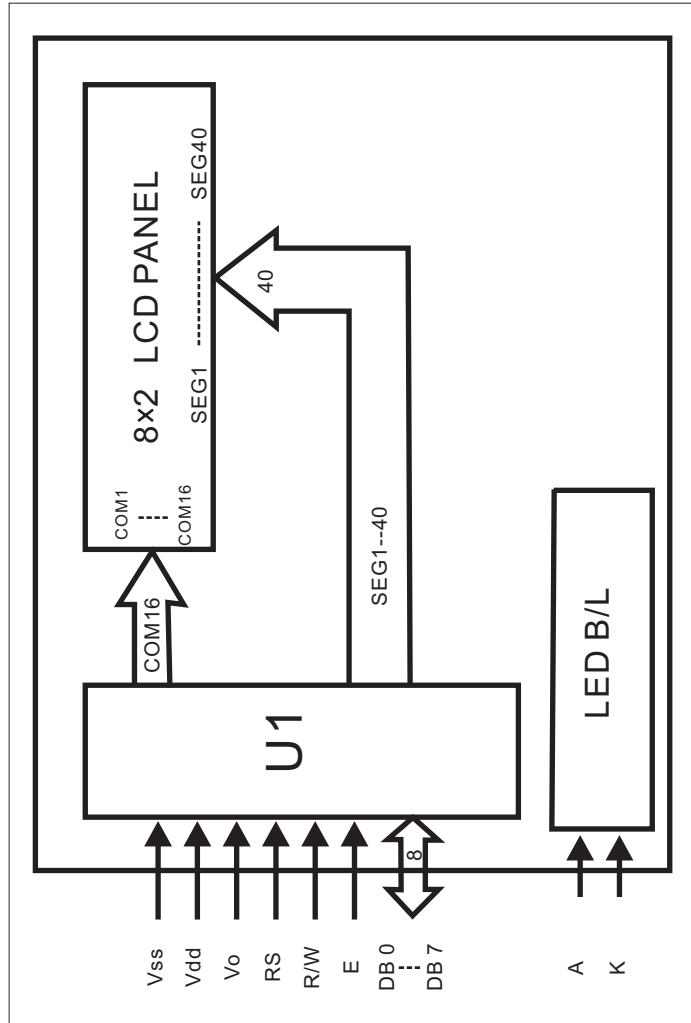 8×2 LCD PANEL
COM1
COM16
SEG1
SEG40
COM16
40
SEG1--40
U1
Vss
Vdd
Vo
RS
R/W
E
DB 0
DB 7
8
LED B/L
A
K